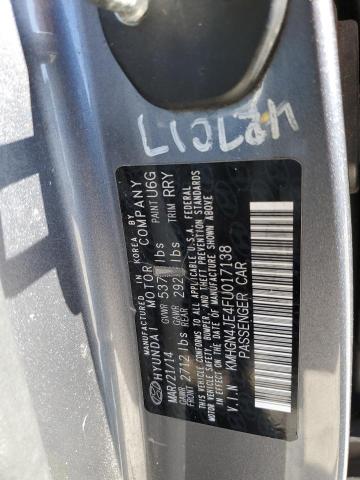 MANUFACTURED BY
HYUNDAI MOTOR COMPANY
IN KOREA BY
MAR/21/14 GVWR 537 lbs PAINT U6G
GAWR FRONT 2712 lbs GAWR REAR 292 lbs TRIM RRY
THIS VEHICLE CONFORMS TO ALL APPLICABLE U.S.A. FEDERAL
MOTOR VEHICLE SAFETY, BUMPER, AND THEFT PREVENTION STANDARDS
IN EFFECT ON THE DATE OF MANUFACTURE SHOWN ABOVE
V.I.N KMHGN4JE4FU017138
PASSENGER CAR